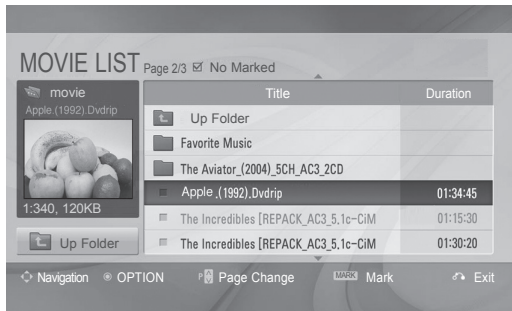 MOVIE LIST Page 2/3 No Marked
movie
Apple.(1992).Dvdrip
1:340, 120KB
Up Folder
Title Duration
Up Folder
Favorite Music
The Aviator_(2004)_5CH_AC3_2CD
Apple .(1992).Dvdrip 01:34:45
The Incredibles [REPACK_AC3_5.1c-CiM 01:15:30
The Incredibles [REPACK_AC3_5.1c-CiM 01:30:20
Navigation OPTION P Page Change MARK Mark Exit